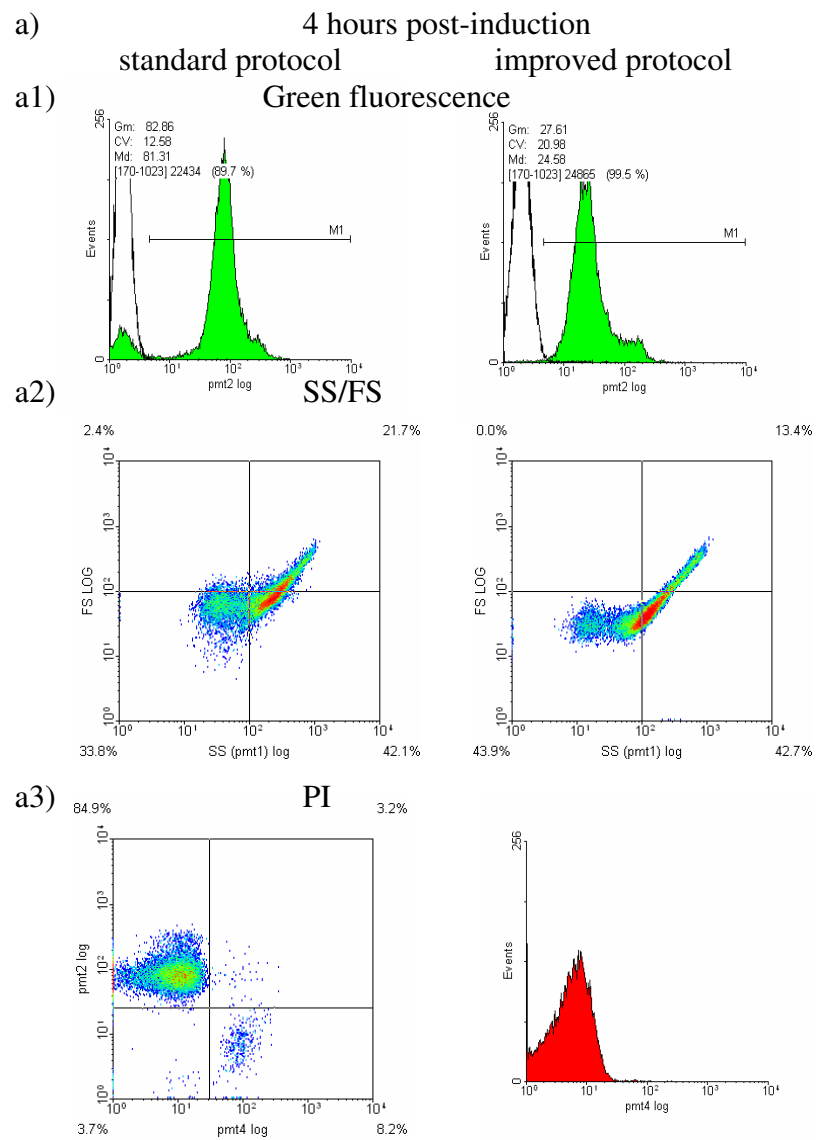 a) 4 hours post-induction
standard protocol improved protocol
a1) Green fluorescence
256
Gm: 82.86
CV: 12.58
Md: 81.31
[170-1023] 22434 (89.7 %)
M1
Events
0
10⁰ 10¹ 10² 10³ 10⁴
pmt2 log
256
Gm: 27.61
CV: 20.98
Md: 24.58
[170-1023] 24865 (99.5 %)
M1
Events
0
10⁰ 10¹ 10² 10³ 10⁴
pmt2 log
a2) SS/FS
2.4% 21.7%
10⁴
10³
FS LOG
10²
10¹
10⁰
10⁰ 10¹ 10² 10³ 10⁴
33.8% SS (pmt1) log 42.1%
0.0% 13.4%
10⁴
10³
FS LOG
10²
10¹
10⁰
10⁰ 10¹ 10² 10³ 10⁴
43.9% SS (pmt1) log 42.7%
a3) PI
84.9% 3.2%
10⁴
10³
pmt2 log
10²
10¹
10⁰
10⁰ 10¹ 10² 10³ 10⁴
3.7% pmt4 log 8.2%
256
Events
0
10⁰ 10¹ 10² 10³ 10⁴
pmt4 log